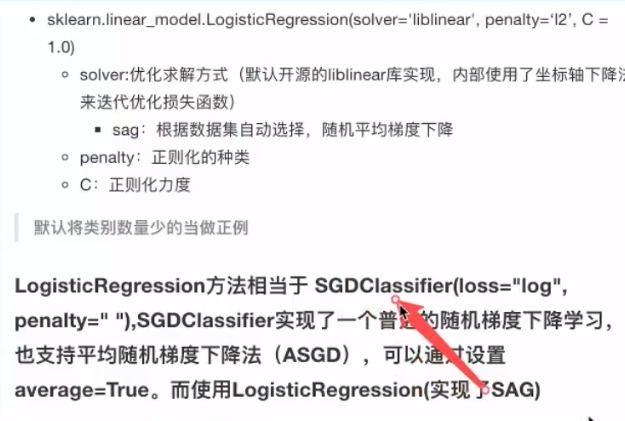 sklearn.linear_model.LogisticRegression(solver='liblinear', penalty=‘l2’, C =
1.0)
solver:优化求解方式（默认开源的liblinear库实现，内部使用了坐标轴下降法
来迭代优化损失函数）
sag：根据数据集自动选择，随机平均梯度下降
penalty：正则化的种类
C：正则化力度
默认将类别数量少的当做正例
LogisticRegression方法相当于 SGDClassifier(loss="log",
penalty=" "),SGDClassifier实现了一个普通的随机梯度下降学习，
也支持平均随机梯度下降法（ASGD），可以通过设置
average=True。而使用LogisticRegression(实现了SAG)